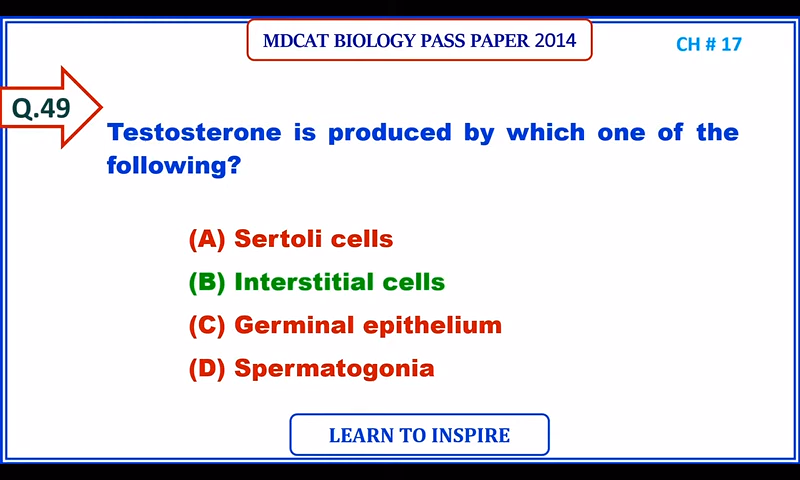 MDCAT BIOLOGY PASS PAPER 2014
CH # 17
Q.49
Testosterone is produced by which one of the
following?
(A) Sertoli cells
(B) Interstitial cells
(C) Germinal epithelium
(D) Spermatogonia
LEARN TO INSPIRE